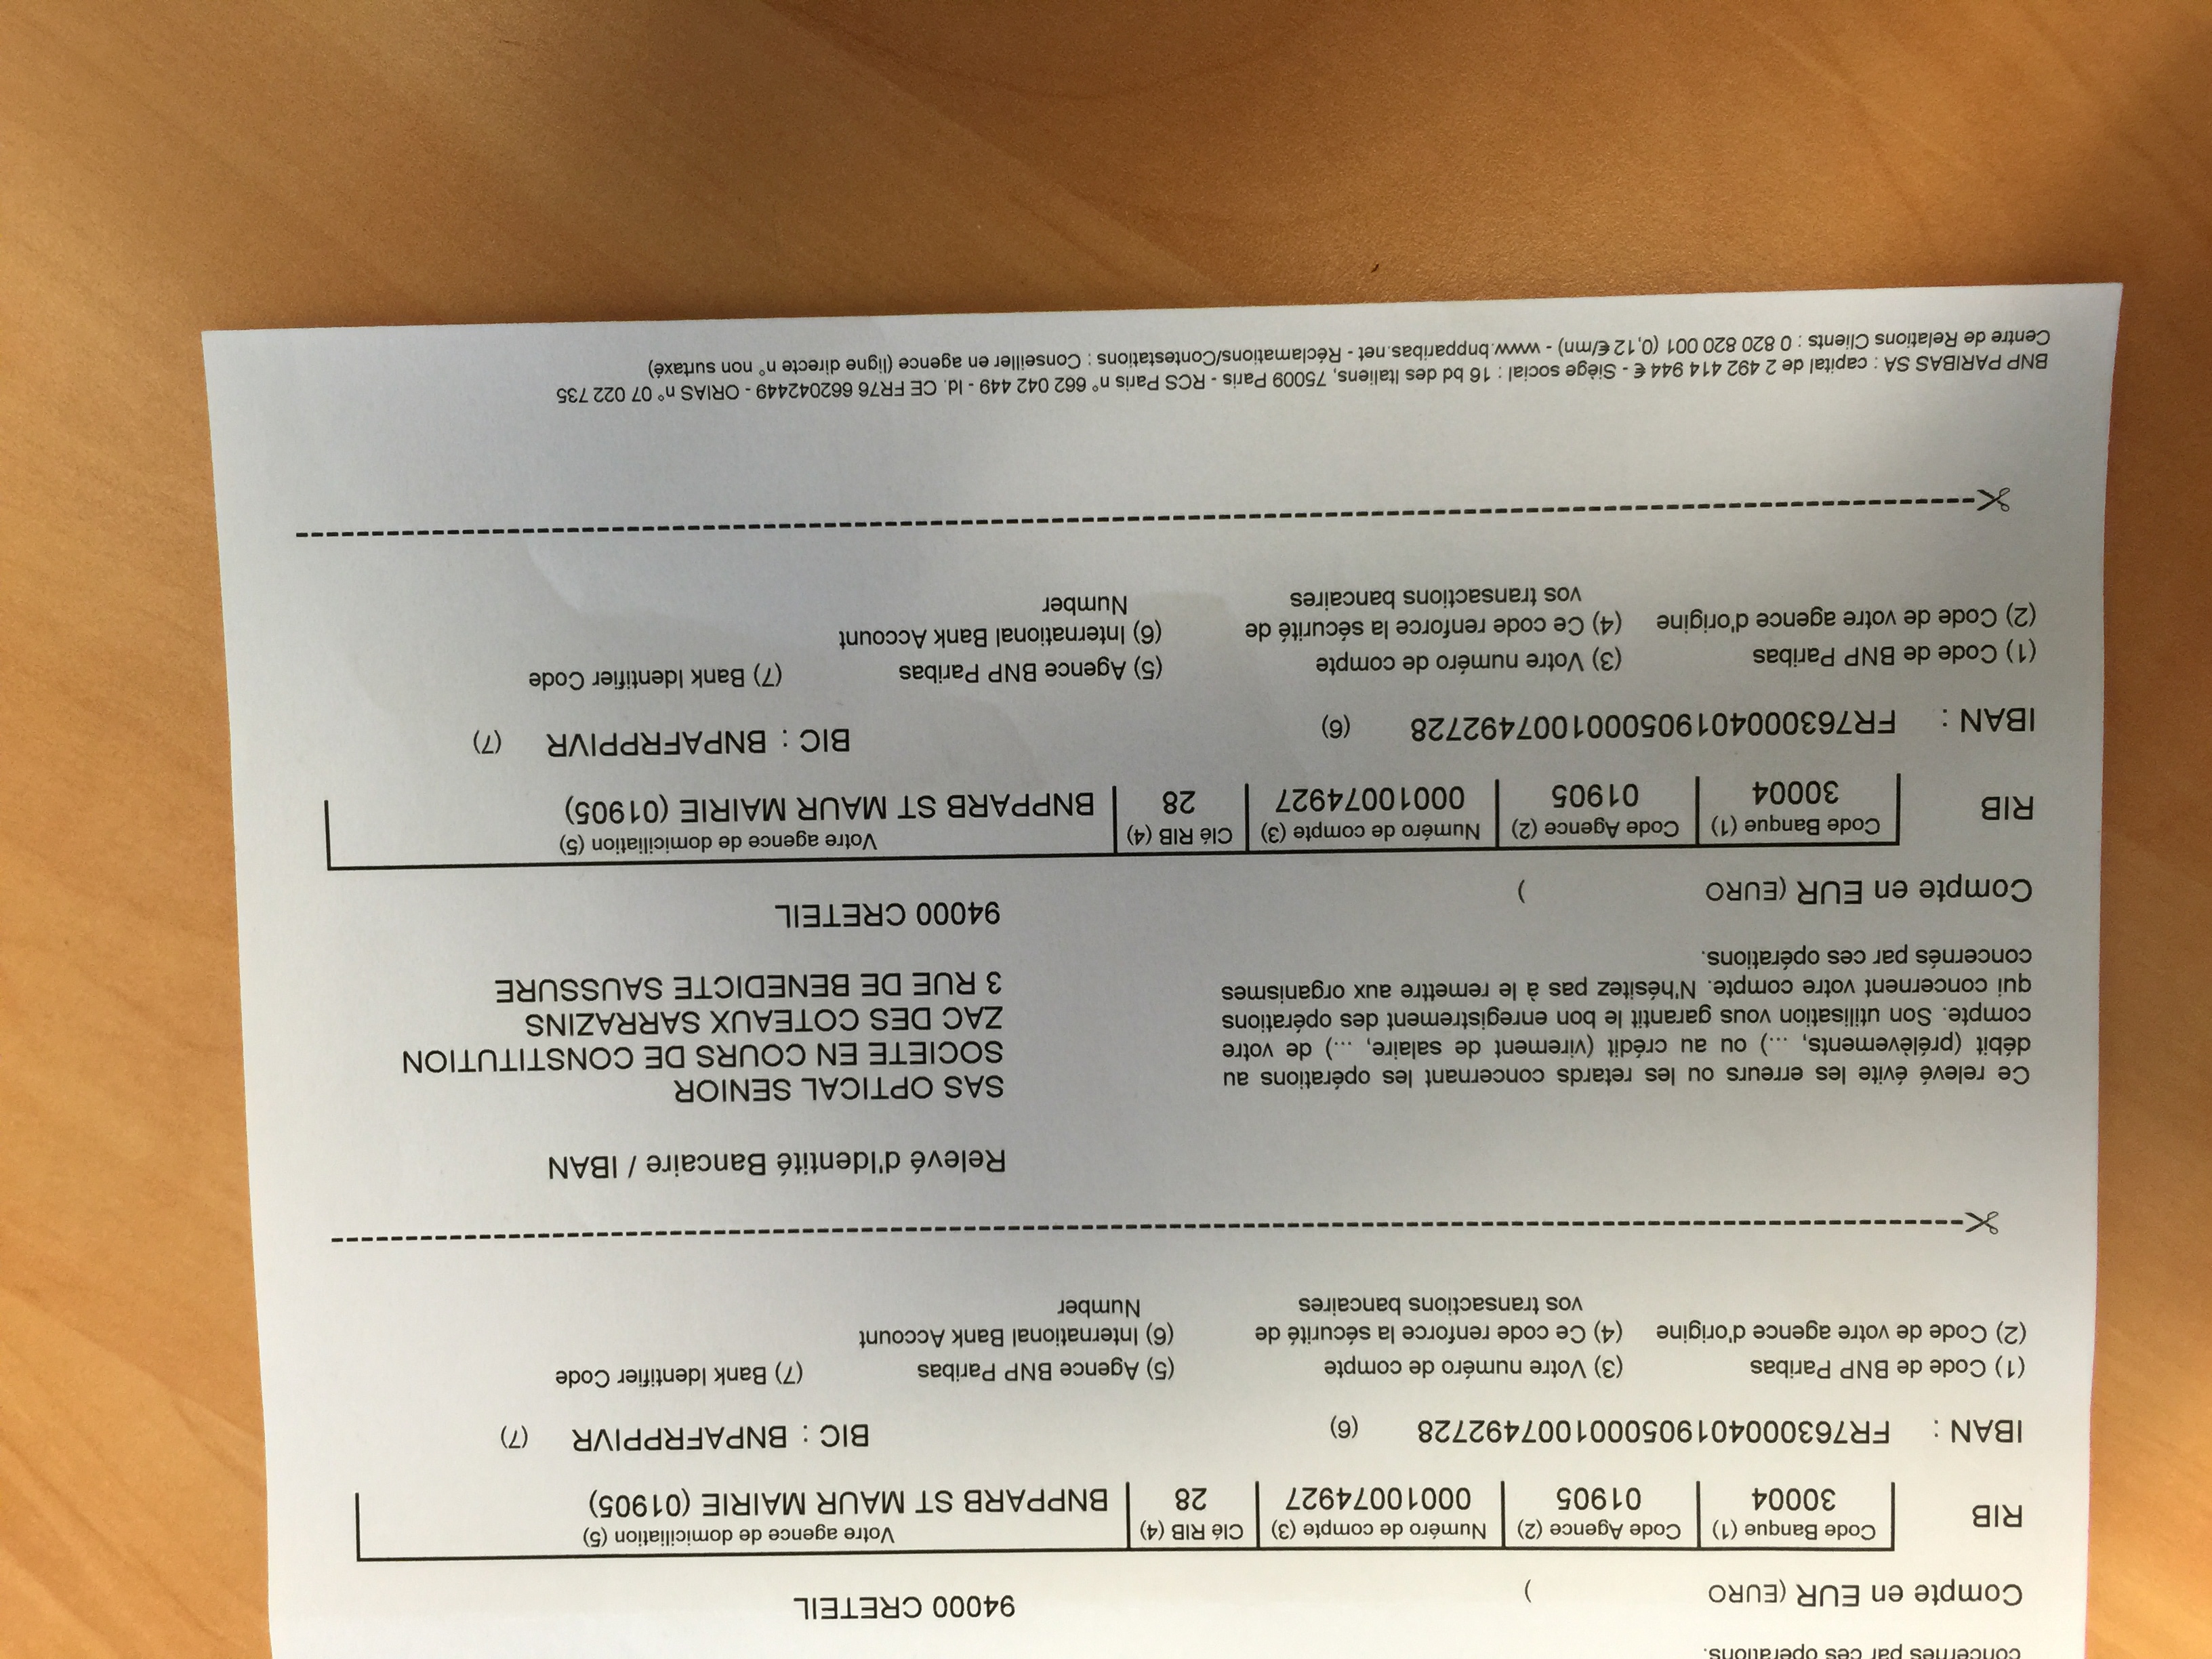 concernés par ces opérations.
94000 CRETEIL
Compte en EUR (EURO )
Code Banque (1) Code Agence (2) Numéro de compte (3) Clé RIB (4) Votre agence de domiciliation (5)
RIB 30004 01905 00010074927 28 BNPPARB ST MAUR MAIRIE (01905)
IBAN : FR7630004019050001007492728 (6) BIC : BNPAFRPPIVR (7)
(1) Code de BNP Paribas (3) Votre numéro de compte (5) Agence BNP Paribas (7) Bank Identifier Code
(2) Code de votre agence d'origine (4) Ce code renforce la sécurité de (6) International Bank Account
vos transactions bancaires Number
Relevé d'Identité Bancaire / IBAN
Ce relevé évite les erreurs ou les retards concernant les opérations au
débit (prélèvements, ...) ou au crédit (virement de salaire, ...) de votre
compte. Son utilisation vous garantit le bon enregistrement des opérations
qui concernent votre compte. N'hésitez pas à le remettre aux organismes
concernés par ces opérations.
SAS OPTICAL SENIOR
SOCIETE EN COURS DE CONSTITUTION
ZAC DES COTEAUX SARRAZINS
3 RUE DE BENEDICTE SAUSSURE
94000 CRETEIL
Compte en EUR (EURO )
Code Banque (1) Code Agence (2) Numéro de compte (3) Clé RIB (4) Votre agence de domiciliation (5)
RIB 30004 01905 00010074927 28 BNPPARB ST MAUR MAIRIE (01905)
IBAN : FR7630004019050001007492728 (6) BIC : BNPAFRPPIVR (7)
(1) Code de BNP Paribas (3) Votre numéro de compte (5) Agence BNP Paribas (7) Bank Identifier Code
(2) Code de votre agence d'origine (4) Ce code renforce la sécurité de (6) International Bank Account
vos transactions bancaires Number
BNP PARIBAS SA : capital de 2 492 414 944 € - Siège social : 16 bd des Italiens, 75009 Paris - RCS Paris n° 662 042 449 - Id. CE FR76 662042449 - ORIAS n° 07 022 735
Centre de Relations Clients : 0 820 820 001 (0,12 €/mn) - www.bnpparibas.net - Réclamations/Contestations : Conseiller en agence (ligne directe n° non surtaxé)